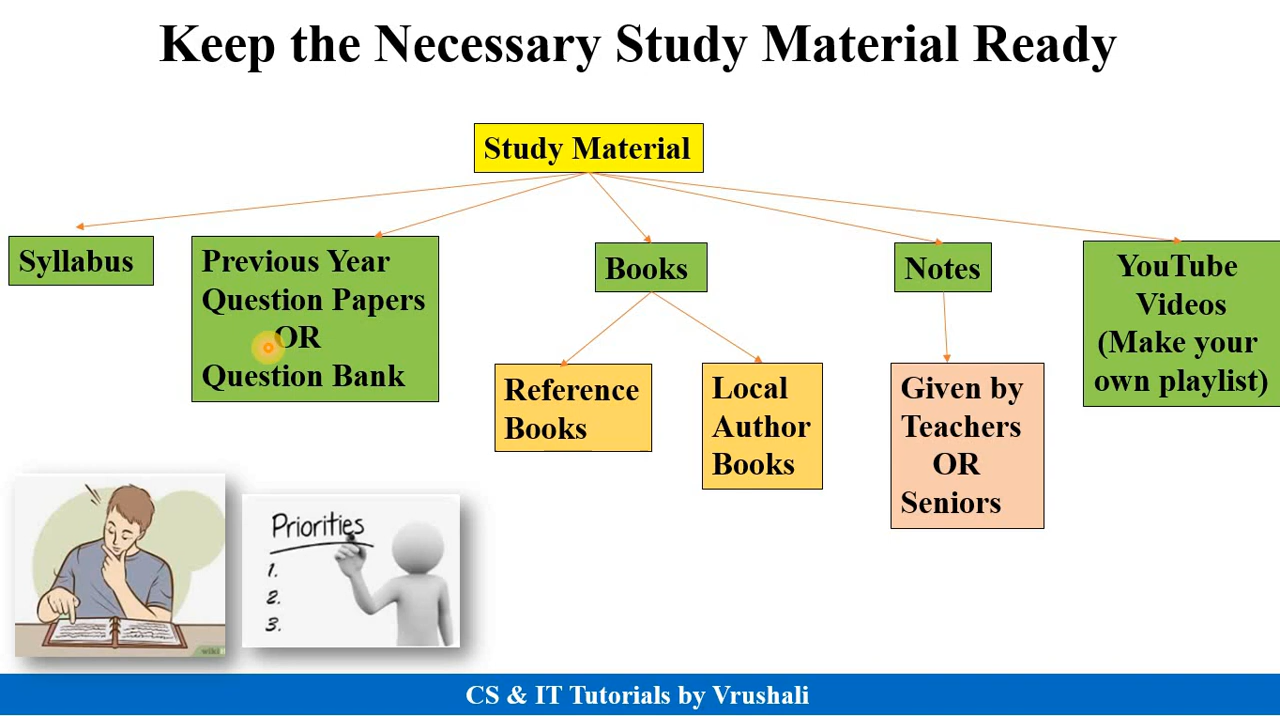 Keep the Necessary Study Material Ready
Study Material
Syllabus
Previous Year
Question Papers
OR
Question Bank
Books
Reference
Books
Local
Author
Books
Notes
Given by
Teachers
OR
Seniors
YouTube
Videos
(Make your
own playlist)
Priorities
1.
2.
3.
CS & IT Tutorials by Vrushali